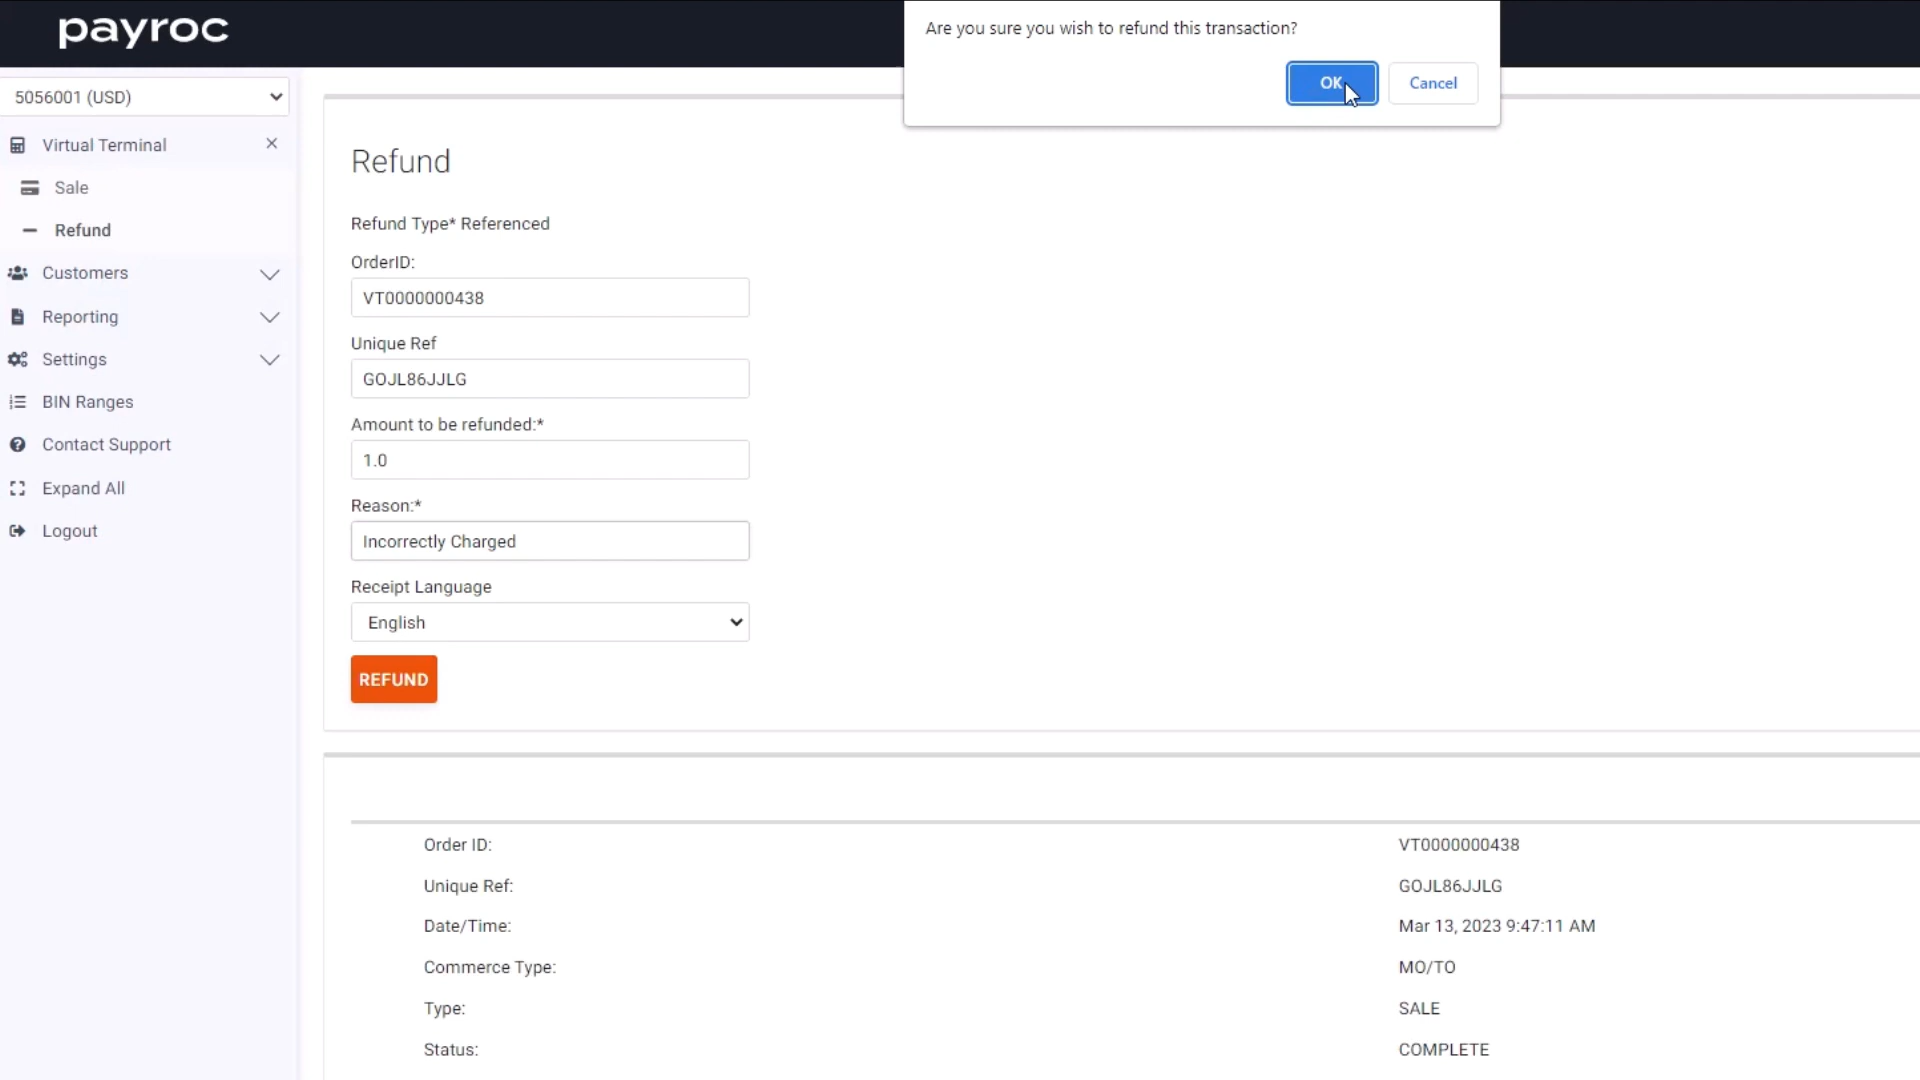 payroc
Are you sure you wish to refund this transaction?
OK
Cancel
5056001 (USD)
Virtual Terminal
Sale
Refund
Customers
Reporting
Settings
BIN Ranges
Contact Support
Expand All
Logout
Refund
Refund Type* Referenced
OrderID:
VT0000000438
Unique Ref
GOJL86JJLG
Amount to be refunded:*
1.0
Reason:*
Incorrectly Charged
Receipt Language
English
REFUND
Order ID: VT0000000438
Unique Ref: GOJL86JJLG
Date/Time: Mar 13, 2023 9:47:11 AM
Commerce Type: MO/TO
Type: SALE
Status: COMPLETE